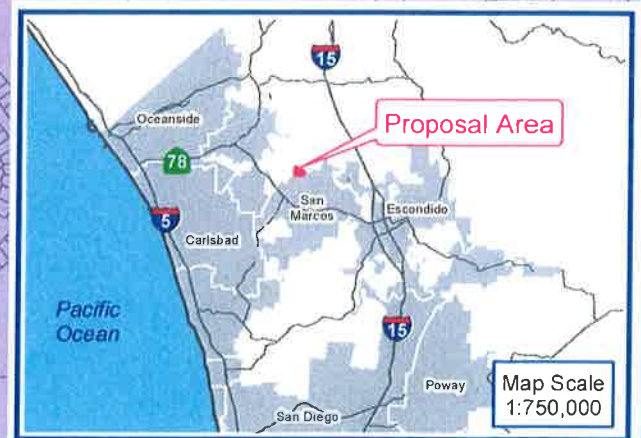 15
Oceanside
Proposal Area
78
San
Marcos
Escondido
5
Carlsbad
Pacific
Ocean
15
Poway
Map Scale
1:750,000
San Diego